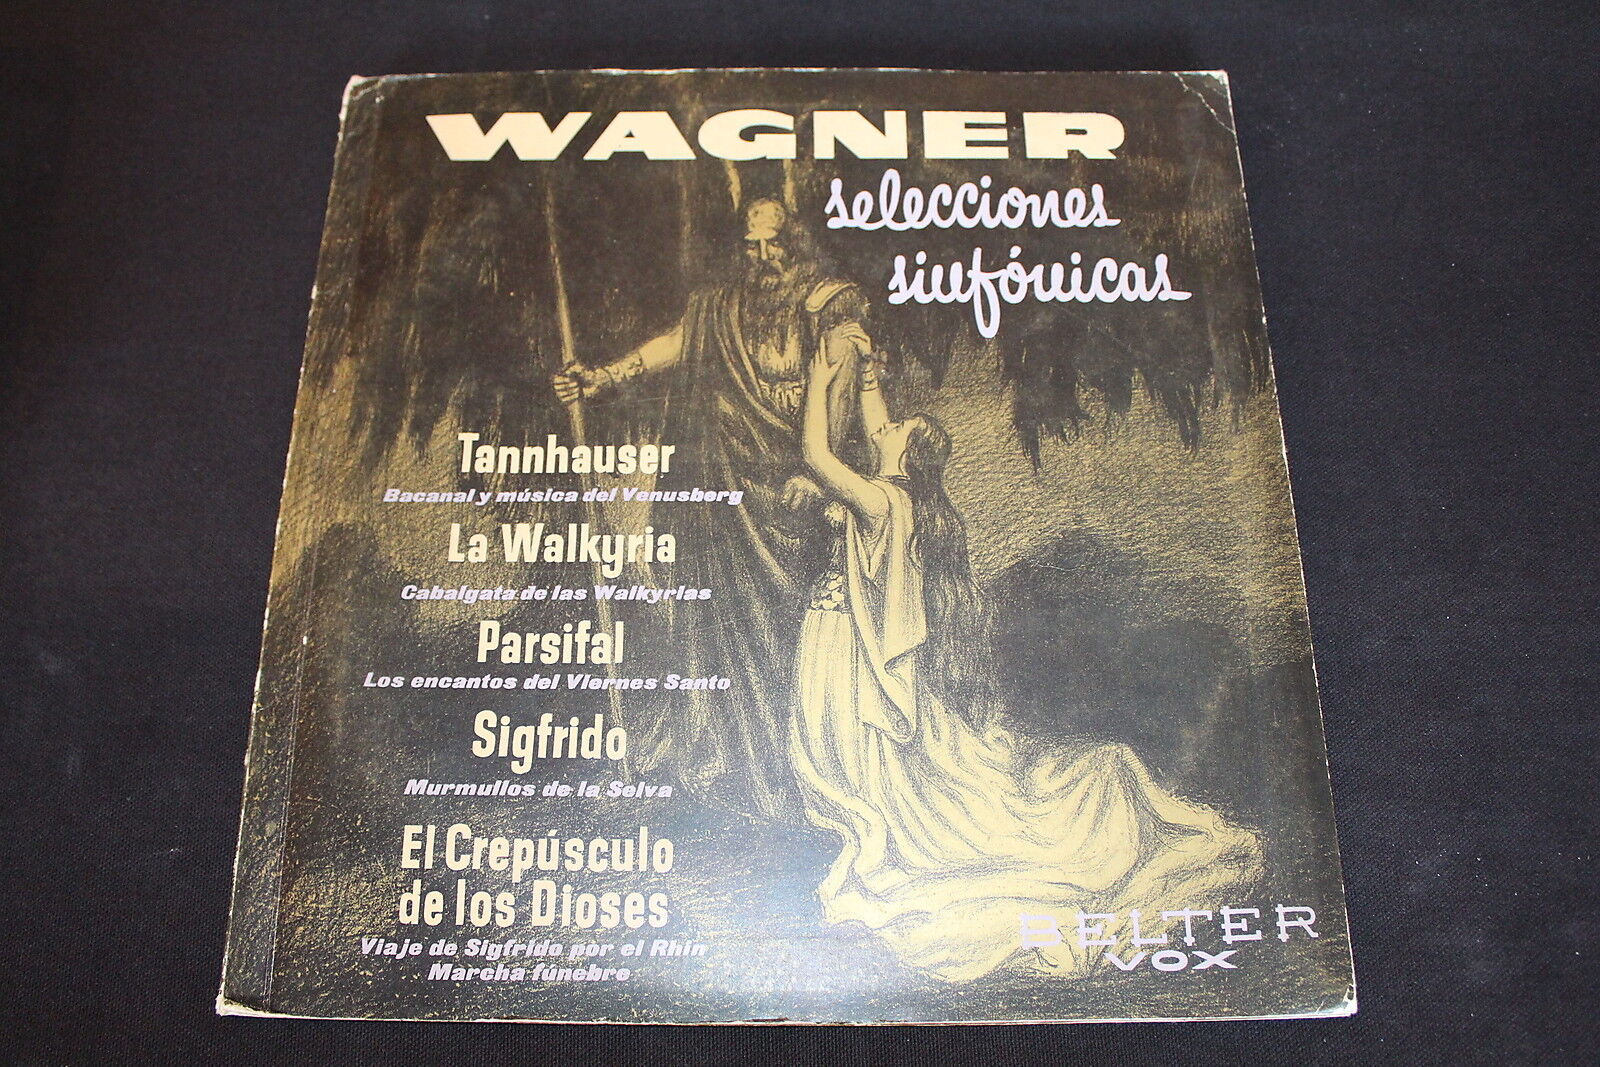 WAGNER
selecciones
sinfónicas
Tannhauser
Bacanal y música del Venusberg
La Walkyria
Cabalgata de las Walkyrias
Parsifal
Los encantos del Viernes Santo
Sigfrido
Murmullos de la Selva
El Crepúsculo
de los Dioses
Viaje de Sigfrido por el Rhin
Marcha fúnebre
BELTER
VOX